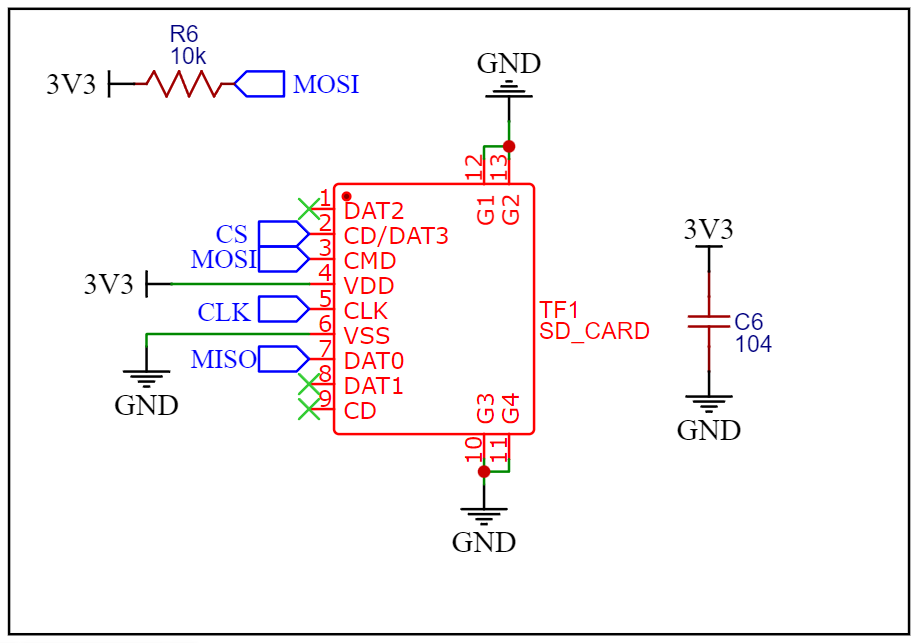 R6
10k
3V3
MOSI
GND
12
13
G1
G2
1
DAT2
CS
2
CD/DAT3
MOSI
3
CMD
3V3
4
VDD
CLK
5
CLK
6
VSS
MISO
7
DAT0
8
DAT1
9
CD
GND
TF1
SD_CARD
G3
G4
10
11
GND
3V3
C6
104
GND